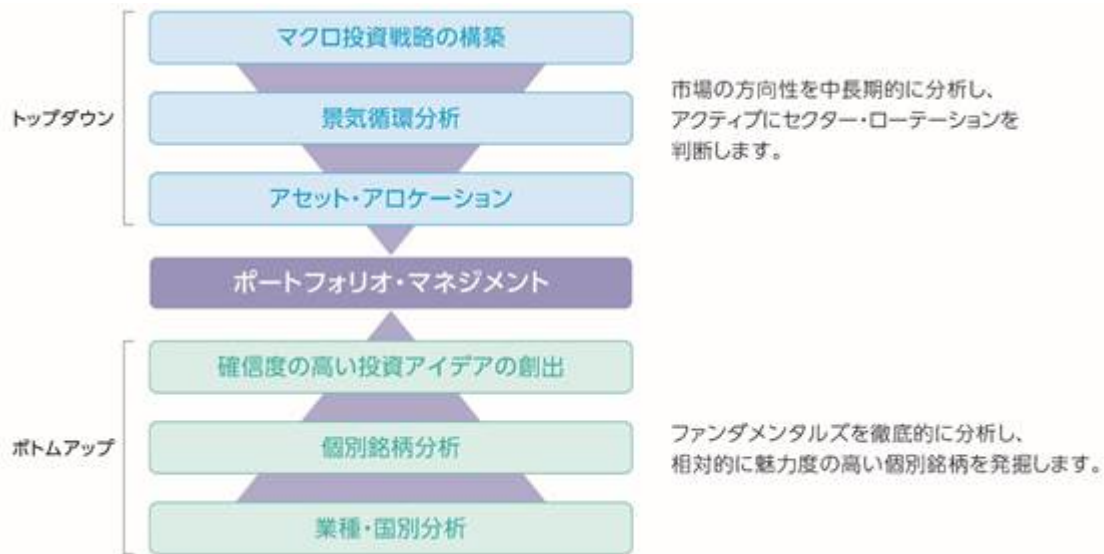 マクロ投資戦略の構築
トップダウン
景気循環分析
アセット・アロケーション
市場の方向性を中長期的に分析し、
アクティブにセクター・ローテーションを
判断します。
ポートフォリオ・マネジメント
確信度の高い投資アイデアの創出
ボトムアップ
個別銘柄分析
業種・国別分析
ファンダメンタルズを徹底的に分析し、
相対的に魅力度の高い個別銘柄を発掘します。